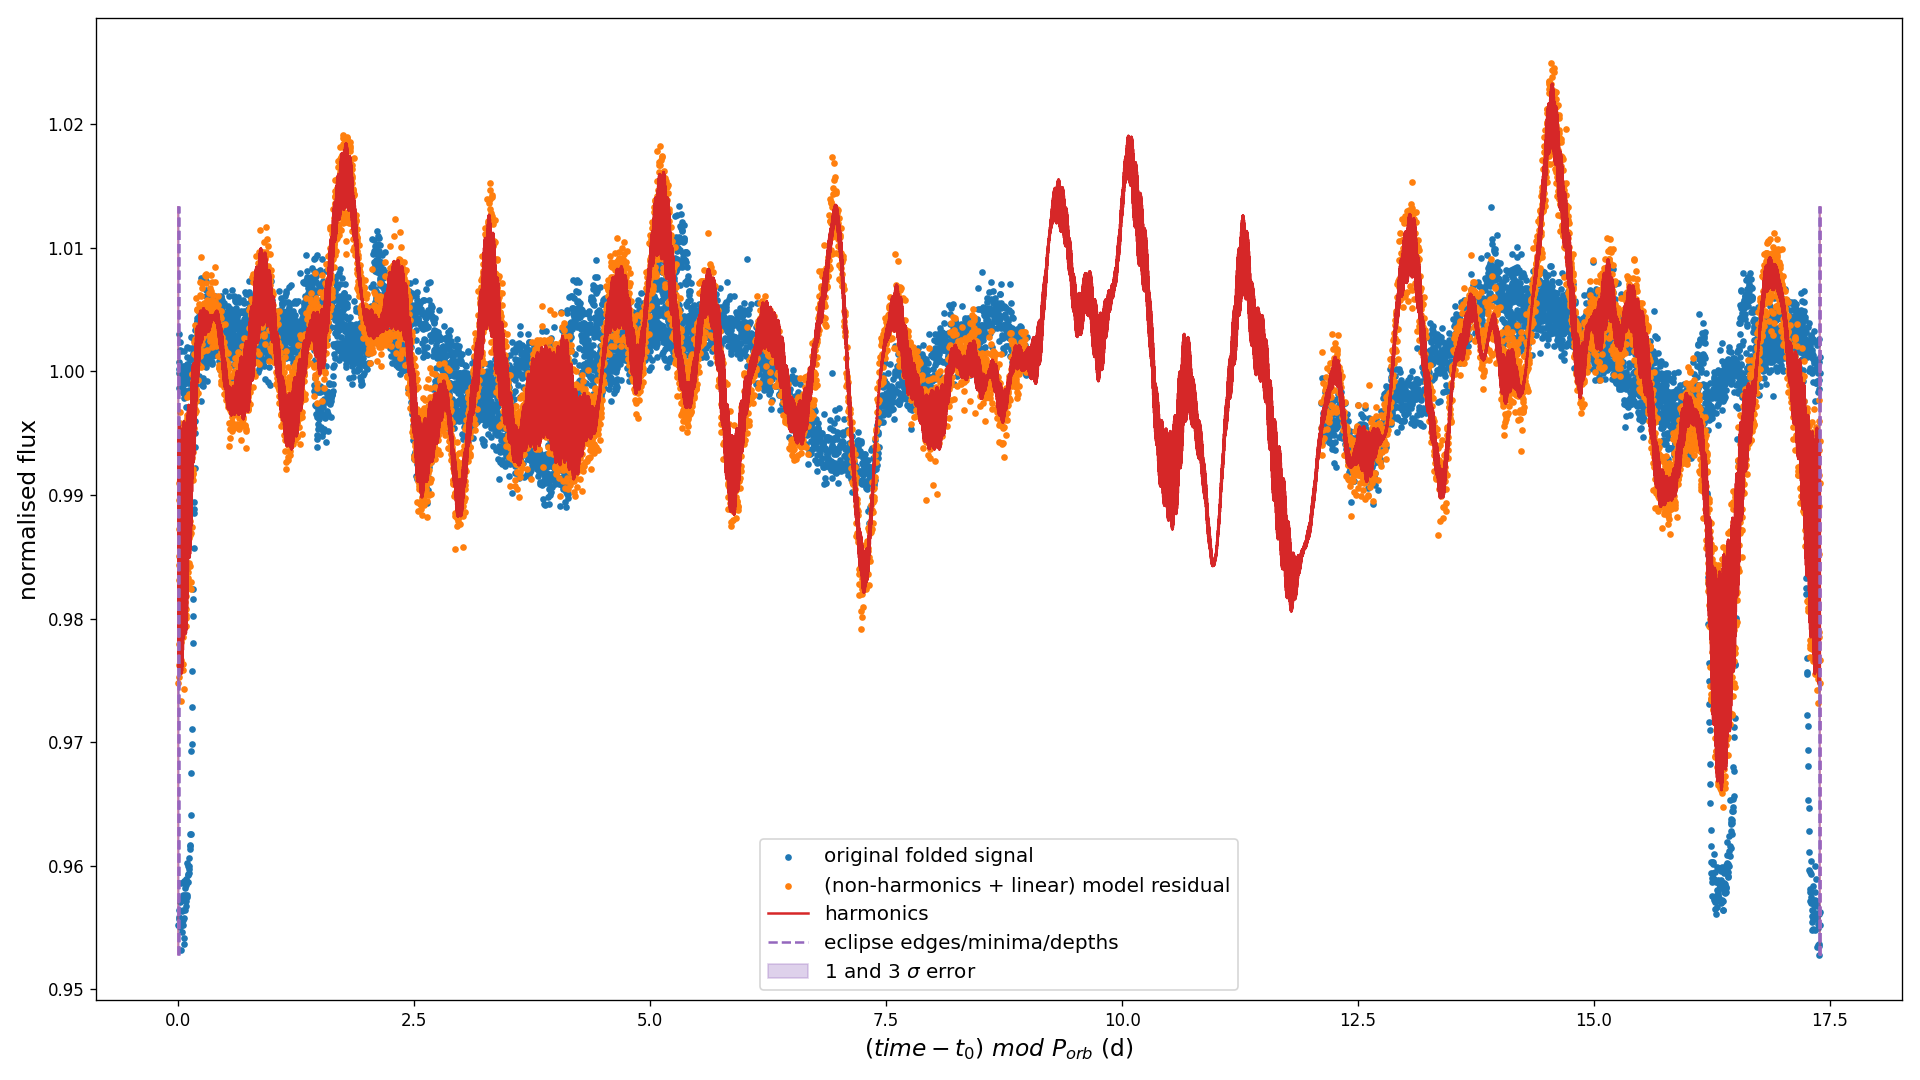 normalised flux
1.02
1.01
1.00
0.99
0.98
0.97
0.96
0.95
original folded signal
(non-harmonics + linear) model residual
harmonics
eclipse edges/minima/depths
1 and 3 σ error
0.0 2.5 5.0 7.5 10.0 12.5 15.0 17.5
(time − t₀) mod Pₒᵣb (d)